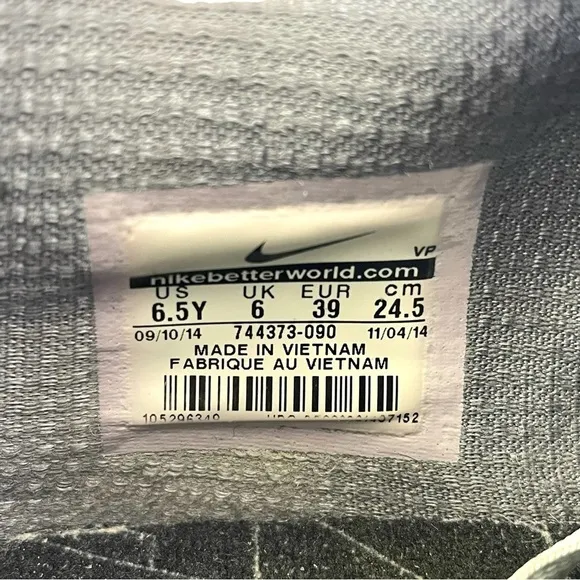 VP
nikebetterworld.com
US UK EUR cm
6.5Y 6 39 24.5
09/10/14 744373-090 11/04/14
MADE IN VIETNAM
FABRIQUE AU VIETNAM
105296349